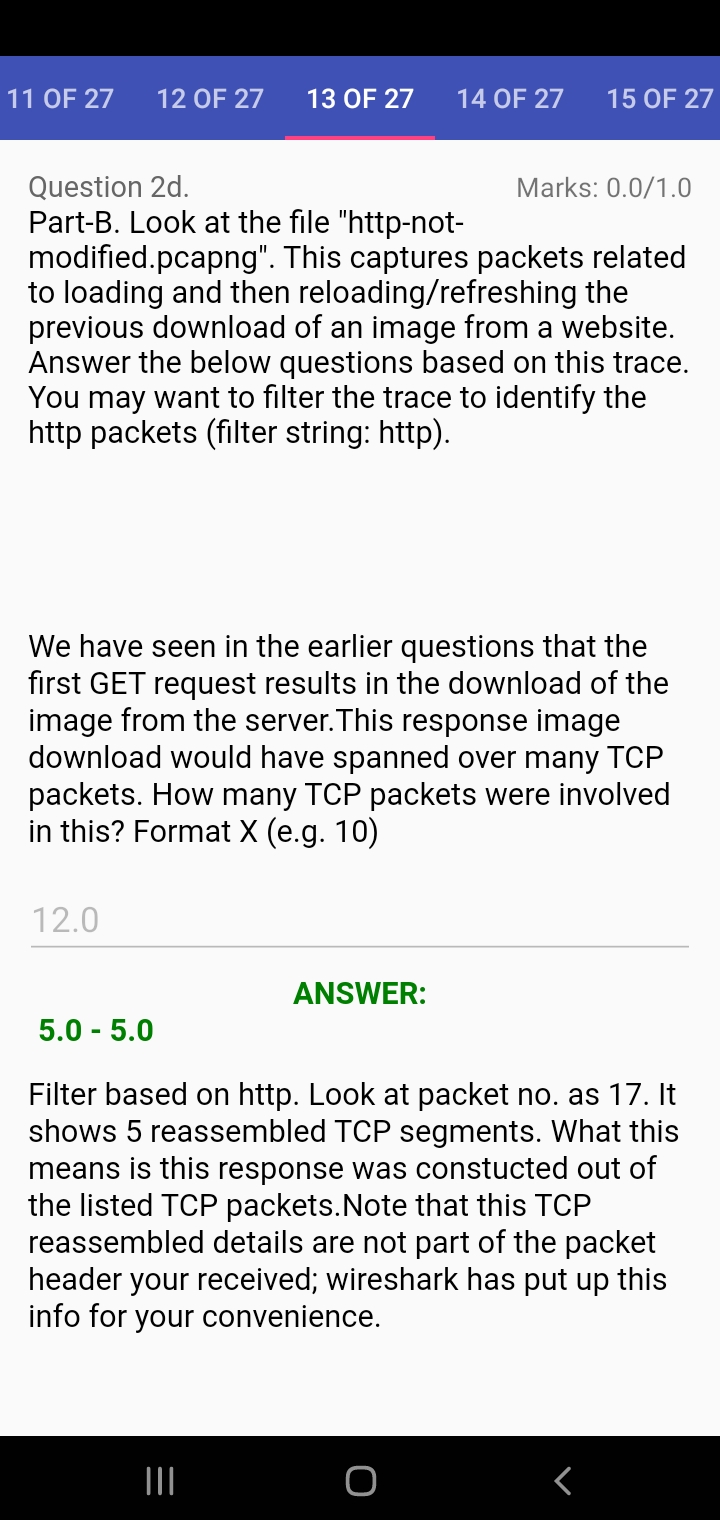 11 OF 27 12 OF 27 13 OF 27 14 OF 27 15 OF 27
Question 2d. Marks: 0.0/1.0
Part-B. Look at the file "http-not-
modified.pcapng". This captures packets related
to loading and then reloading/refreshing the
previous download of an image from a website.
Answer the below questions based on this trace.
You may want to filter the trace to identify the
http packets (filter string: http).
We have seen in the earlier questions that the
first GET request results in the download of the
image from the server.This response image
download would have spanned over many TCP
packets. How many TCP packets were involved
in this? Format X (e.g. 10)
12.0
ANSWER:
5.0 - 5.0
Filter based on http. Look at packet no. as 17. It
shows 5 reassembled TCP segments. What this
means is this response was constucted out of
the listed TCP packets.Note that this TCP
reassembled details are not part of the packet
header your received; wireshark has put up this
info for your convenience.